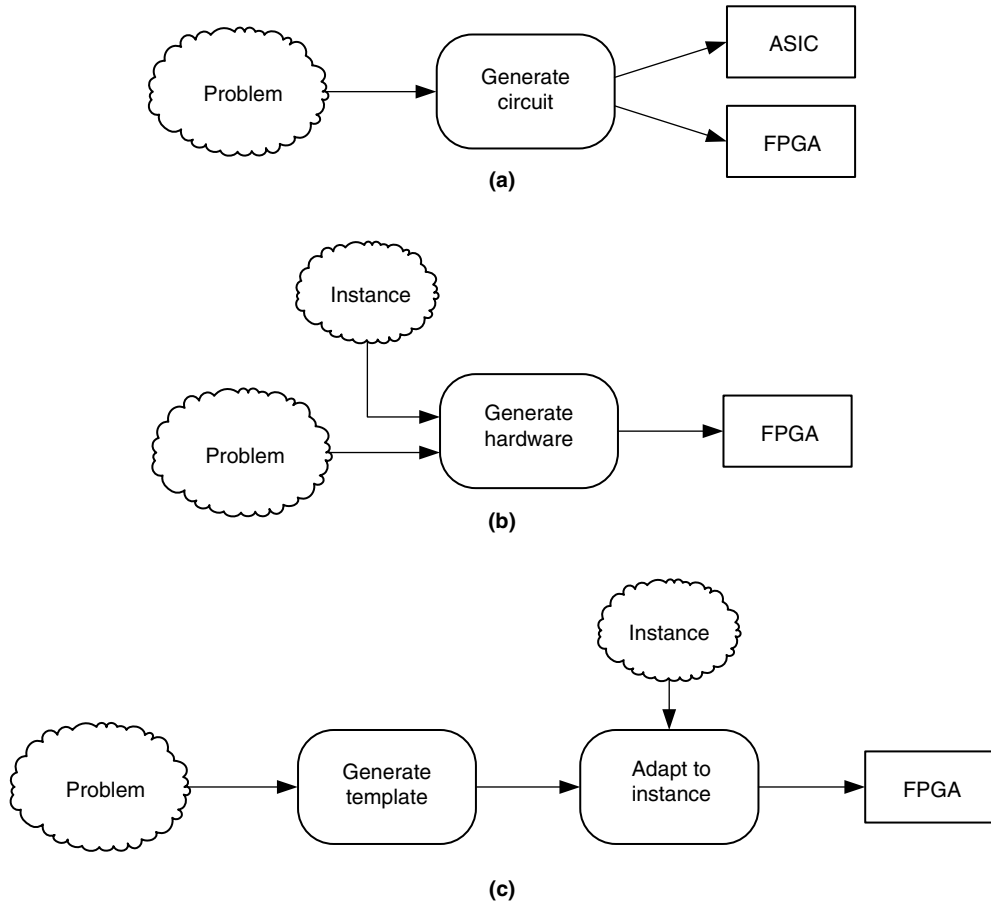 Problem
Generate
circuit
ASIC
FPGA
(a)
Instance
Problem
Generate
hardware
FPGA
(b)
Instance
Problem
Generate
template
Adapt to
instance
FPGA
(c)